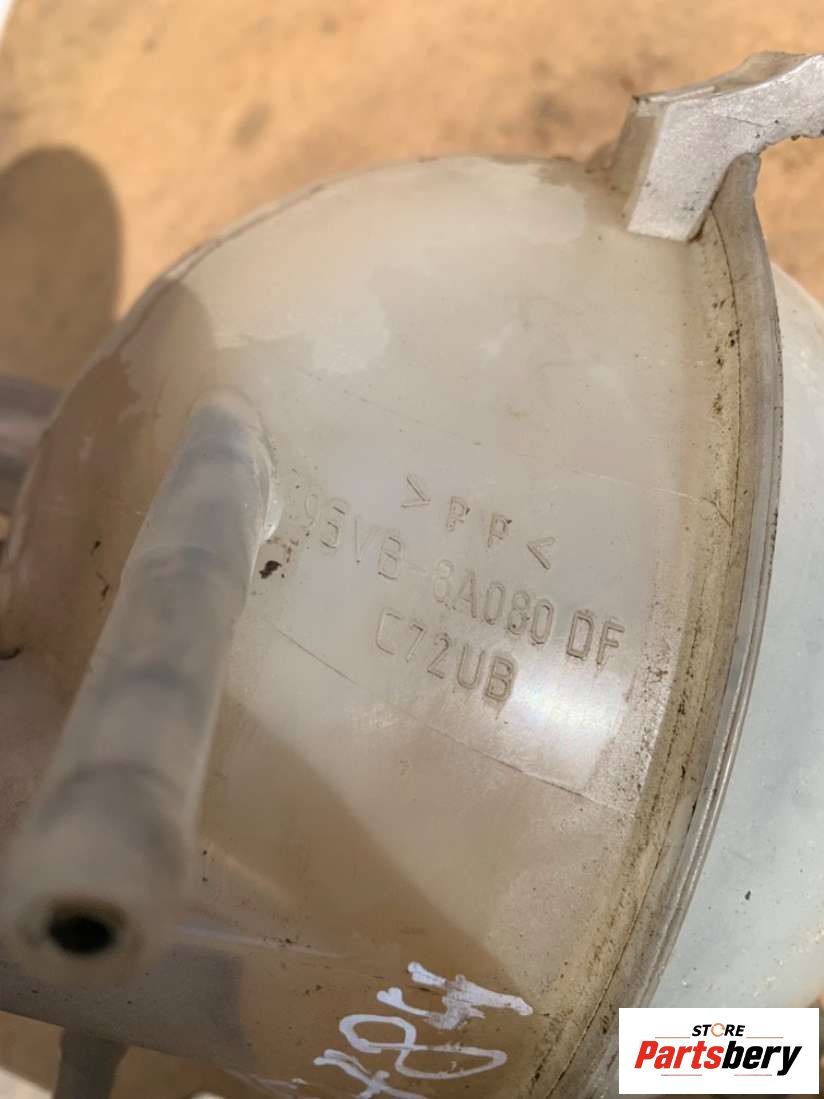 >PP<
95VB-8A080 DF
C72UB
STORE
Partsbery